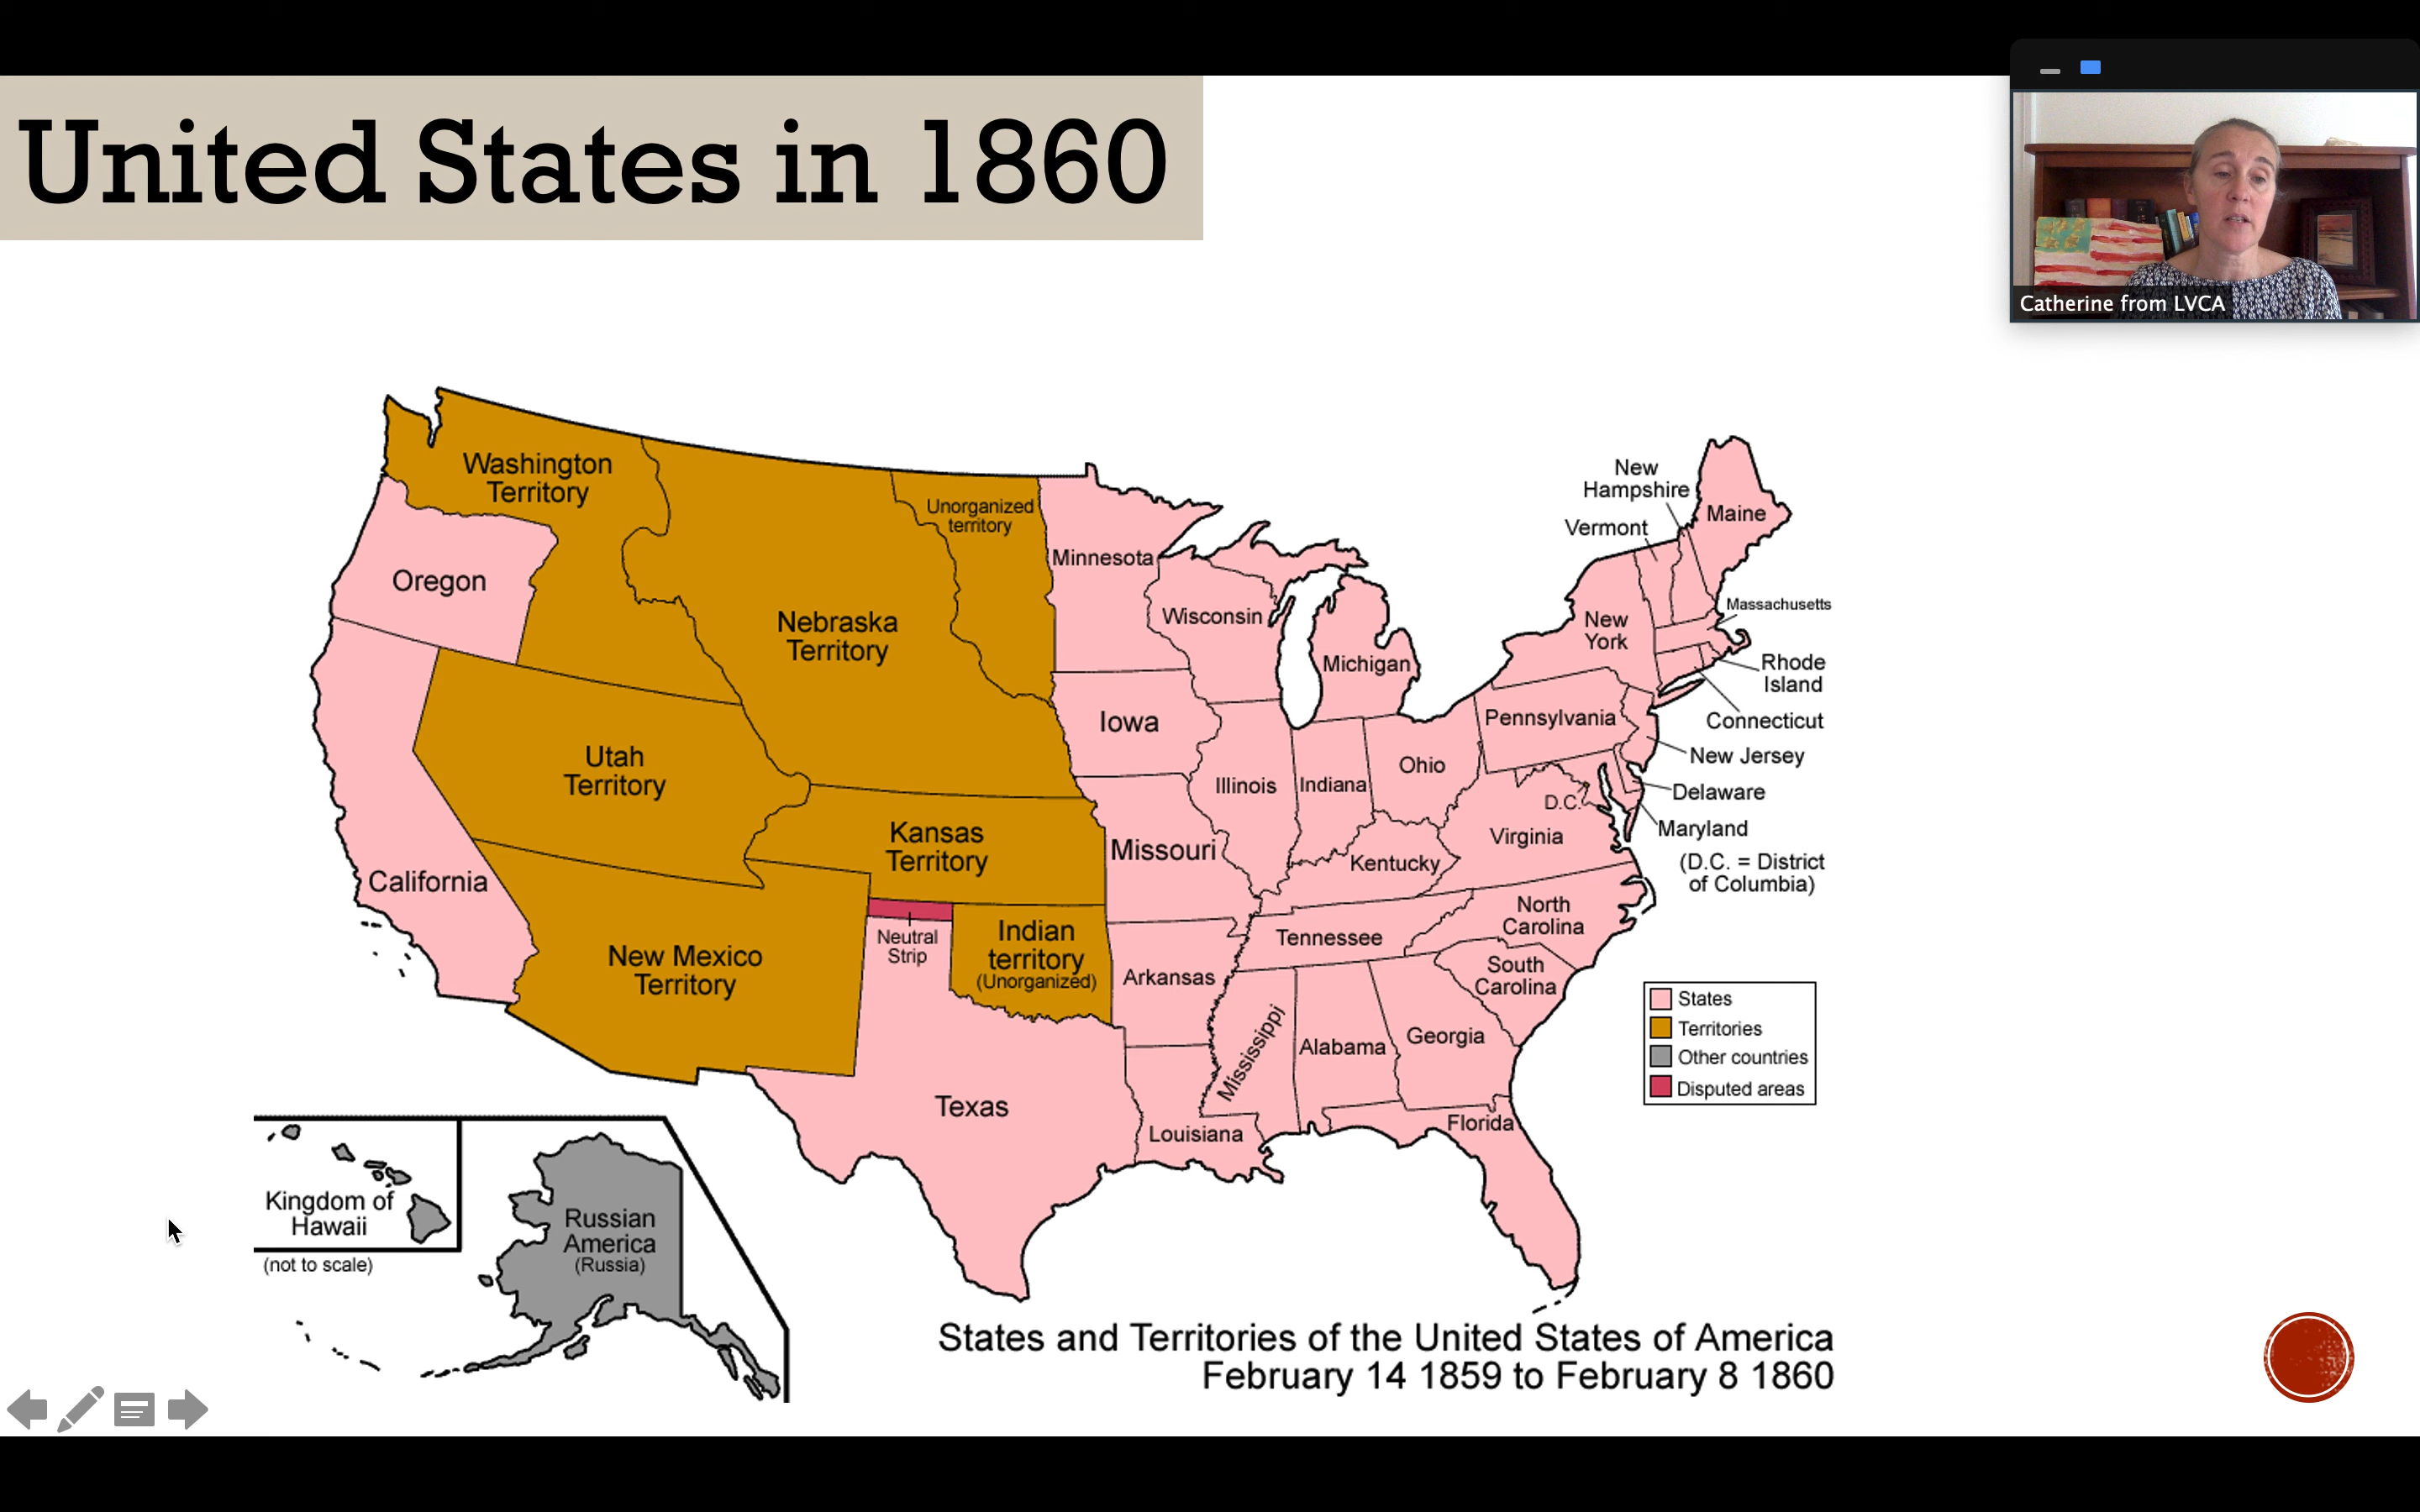 United States in 1860
Catherine from LVCA
Washington
Territory
Oregon
California
Utah
Territory
New Mexico
Territory
Nebraska
Territory
Unorganized
territory
Kansas
Territory
Neutral
Strip
Indian
territory
(Unorganized)
Texas
Minnesota
Iowa
Missouri
Arkansas
Louisiana
Wisconsin
Illinois
Michigan
Indiana
Ohio
Kentucky
Tennessee
Mississippi
Alabama
Georgia
Florida
South
Carolina
North
Carolina
Virginia
D.C.
Pennsylvania
New
York
Vermont
New
Hampshire
Maine
Massachusetts
Rhode
Island
Connecticut
New Jersey
Delaware
Maryland
(D.C. = District
of Columbia)
States
Territories
Other countries
Disputed areas
Kingdom of
Hawaii
(not to scale)
Russian
America
(Russia)
States and Territories of the United States of America
February 14 1859 to February 8 1860